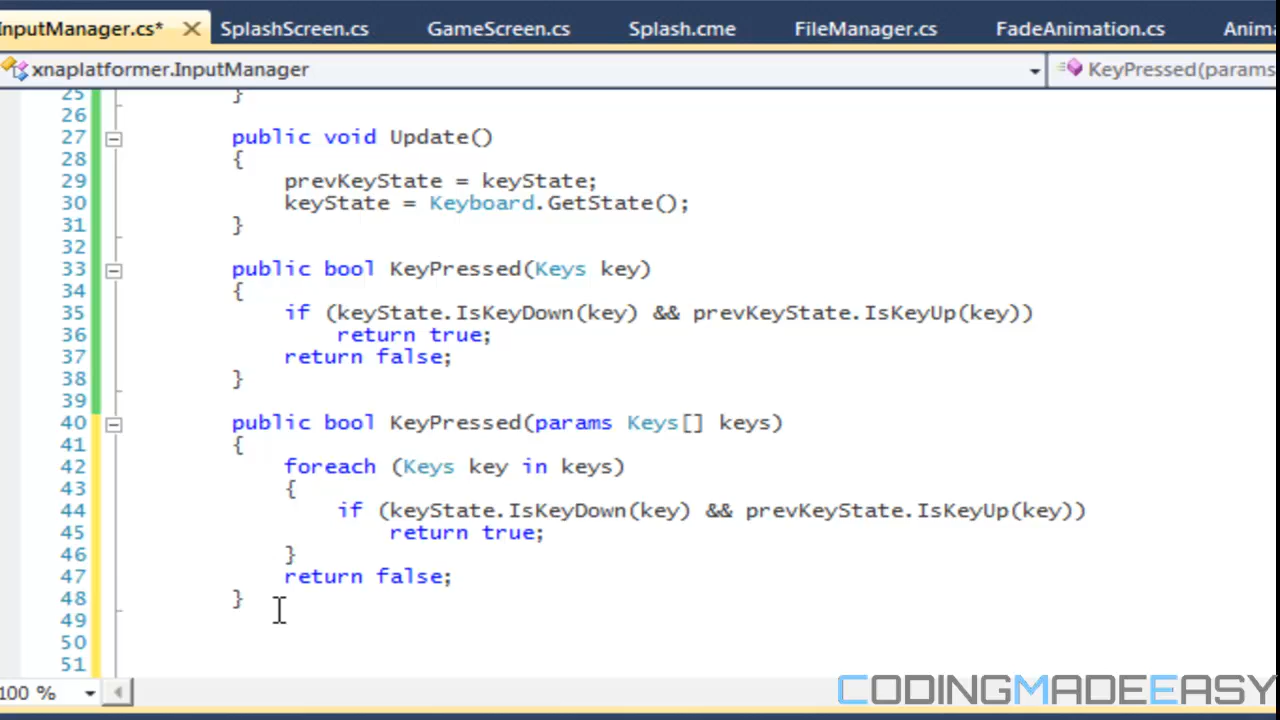 InputManager.cs* SplashScreen.cs GameScreen.cs Splash.cme FileManager.cs FadeAnimation.cs Anima
xnaplatformer.InputManager KeyPressed(params
25 }
26
27 public void Update()
28 {
29 prevKeyState = keyState;
30 keyState = Keyboard.GetState();
31 }
32
33 public bool KeyPressed(Keys key)
34 {
35 if (keyState.IsKeyDown(key) && prevKeyState.IsKeyUp(key))
36 return true;
37 return false;
38 }
39
40 public bool KeyPressed(params Keys[] keys)
41 {
42 foreach (Keys key in keys)
43 {
44 if (keyState.IsKeyDown(key) && prevKeyState.IsKeyUp(key))
45 return true;
46 }
47 return false;
48 }
49
50
51
100 %
CODINGMADEEASY